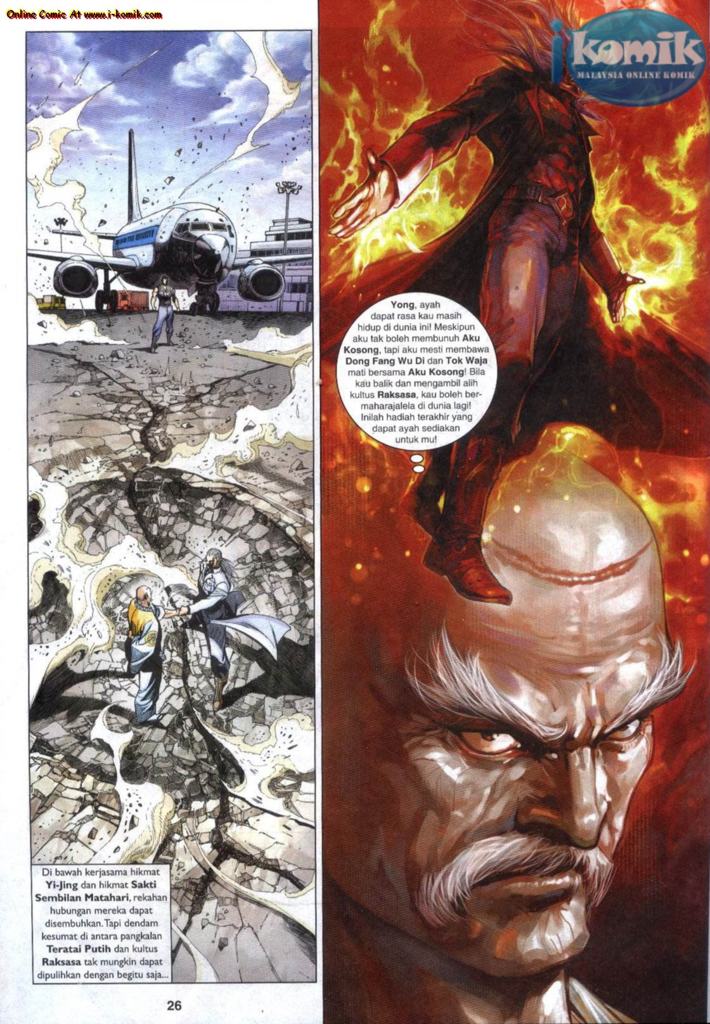 Online Comic At www.i-komik.com
i komik
MALAYSIA ONLINE KOMIK
Yong, ayah
dapat rasa kau masih
hidup di dunia ini! Meskipun
aku tak boleh membunuh Aku
Kosong, tapi aku mesti membawa
Dong Fang Wu Di dan Tok Waja
mati bersama Aku Kosong! Bila
kau balik dan mengambil alih
kultus Raksasa, kau boleh ber-
maharajalela di dunia lagi!
Inilah hadiah terakhir yang
dapat ayah sediakan
untuk mu!
Di bawah kerjasama hikmat
Yi-Jing dan hikmat Sakti
Sembilan Matahari, rekahan
hubungan mereka dapat
disembuhkan. Tapi dendam
kesumat di antara pangkalan
Teratai Putih dan kultus
Raksasa tak mungkin dapat
dipulihkan dengan begitu saja...
26